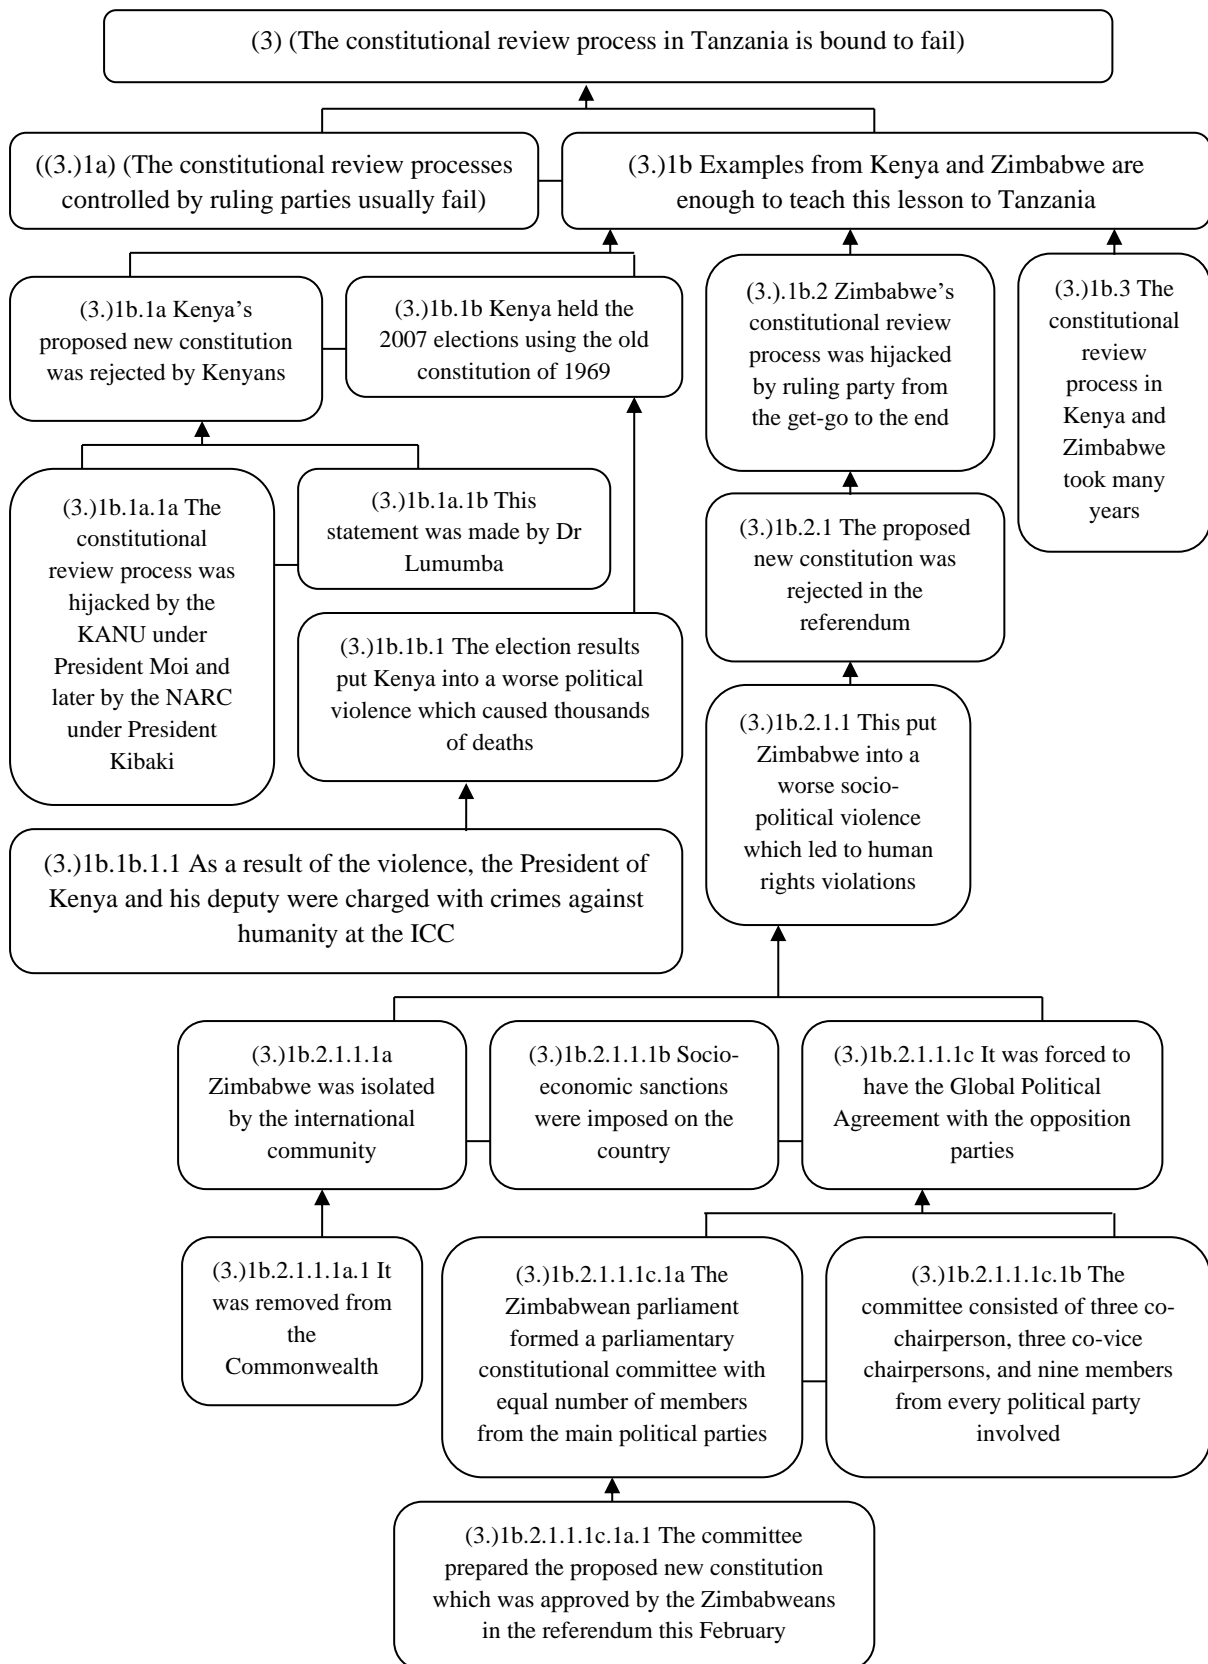 (3) (The constitutional review process in Tanzania is bound to fail)
((3.)1a) (The constitutional review processes
controlled by ruling parties usually fail)
(3.)1b Examples from Kenya and Zimbabwe are
enough to teach this lesson to Tanzania
(3.)1b.1a Kenya’s
proposed new constitution
was rejected by Kenyans
(3.)1b.1b Kenya held the
2007 elections using the old
constitution of 1969
(3.).1b.2 Zimbabwe’s
constitutional review
process was hijacked
by ruling party from
the get-go to the end
(3.)1b.3 The
constitutional
review
process in
Kenya and
Zimbabwe
took many
years
(3.)1b.1a.1a The
constitutional
review process was
hijacked by the
KANU under
President Moi and
later by the NARC
under President
Kibaki
(3.)1b.1a.1b This
statement was made by Dr
Lumumba
(3.)1b.2.1 The proposed
new constitution was
rejected in the
referendum
(3.)1b.1b.1 The election results
put Kenya into a worse political
violence which caused thousands
of deaths
(3.)1b.2.1.1 This put
Zimbabwe into a
worse socio-
political violence
which led to human
rights violations
(3.)1b.1b.1.1 As a result of the violence, the President of
Kenya and his deputy were charged with crimes against
humanity at the ICC
(3.)1b.2.1.1.1a
Zimbabwe was isolated
by the international
community
(3.)1b.2.1.1.1b Socio-
economic sanctions
were imposed on the
country
(3.)1b.2.1.1.1c It was forced to
have the Global Political
Agreement with the opposition
parties
(3.)1b.2.1.1.1a.1 It
was removed from
the
Commonwealth
(3.)1b.2.1.1.1c.1a The
Zimbabwean parliament
formed a parliamentary
constitutional committee with
equal number of members
from the main political parties
(3.)1b.2.1.1.1c.1b The
committee consisted of three co-
chairperson, three co-vice
chairpersons, and nine members
from every political party
involved
(3.)1b.2.1.1.1c.1a.1 The committee
prepared the proposed new constitution
which was approved by the Zimbabweans
in the referendum this February